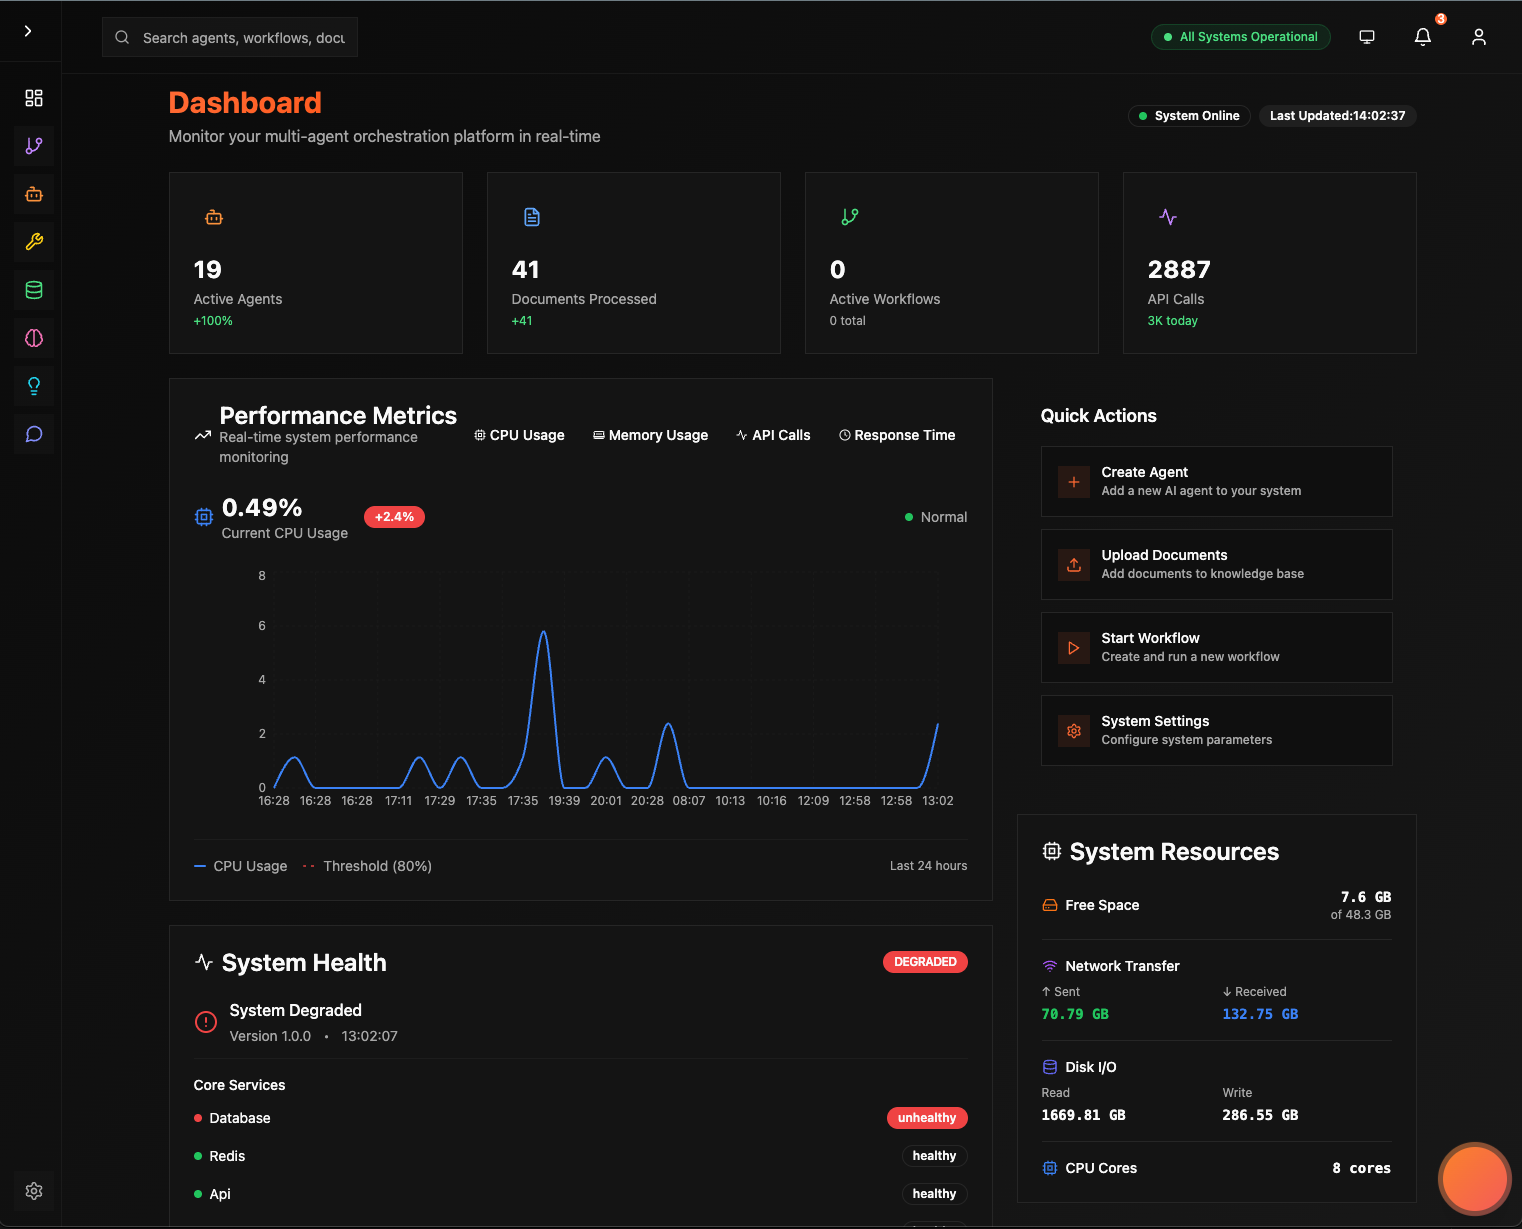 Search agents, workflows, docu
All Systems Operational
3
Dashboard
Monitor your multi-agent orchestration platform in real-time
System Online
Last Updated:14:02:37
19
Active Agents
+100%
41
Documents Processed
+41
0
Active Workflows
0 total
2887
API Calls
3K today
Performance Metrics
Real-time system performance
monitoring
CPU Usage
Memory Usage
API Calls
Response Time
0.49%
Current CPU Usage
+2.4%
Normal
8
6
4
2
0
16:28 16:28 16:28 17:11 17:29 17:35 17:35 19:39 20:01 20:28 08:07 10:13 10:16 12:09 12:58 12:58 13:02
CPU Usage
Threshold (80%)
Last 24 hours
Quick Actions
Create Agent
Add a new AI agent to your system
Upload Documents
Add documents to knowledge base
Start Workflow
Create and run a new workflow
System Settings
Configure system parameters
System Health
DEGRADED
System Degraded
Version 1.0.0 • 13:02:07
Core Services
Database
unhealthy
Redis
healthy
Api
healthy
System Resources
Free Space
7.6 GB
of 48.3 GB
Network Transfer
↑ Sent
↓ Received
70.79 GB
132.75 GB
Disk I/O
Read
Write
1669.81 GB
286.55 GB
CPU Cores
8 cores